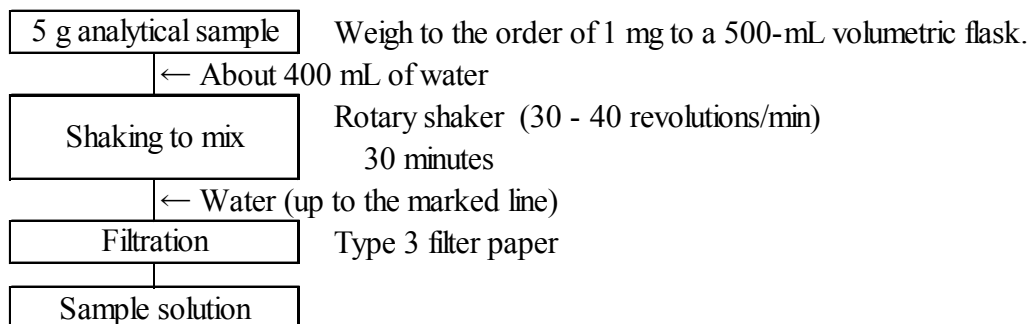 5 g analytical sample Weigh to the order of 1 mg to a 500-mL volumetric flask.
← About 400 mL of water
Shaking to mix Rotary shaker (30 - 40 revolutions/min)
30 minutes
← Water (up to the marked line)
Filtration Type 3 filter paper
Sample solution